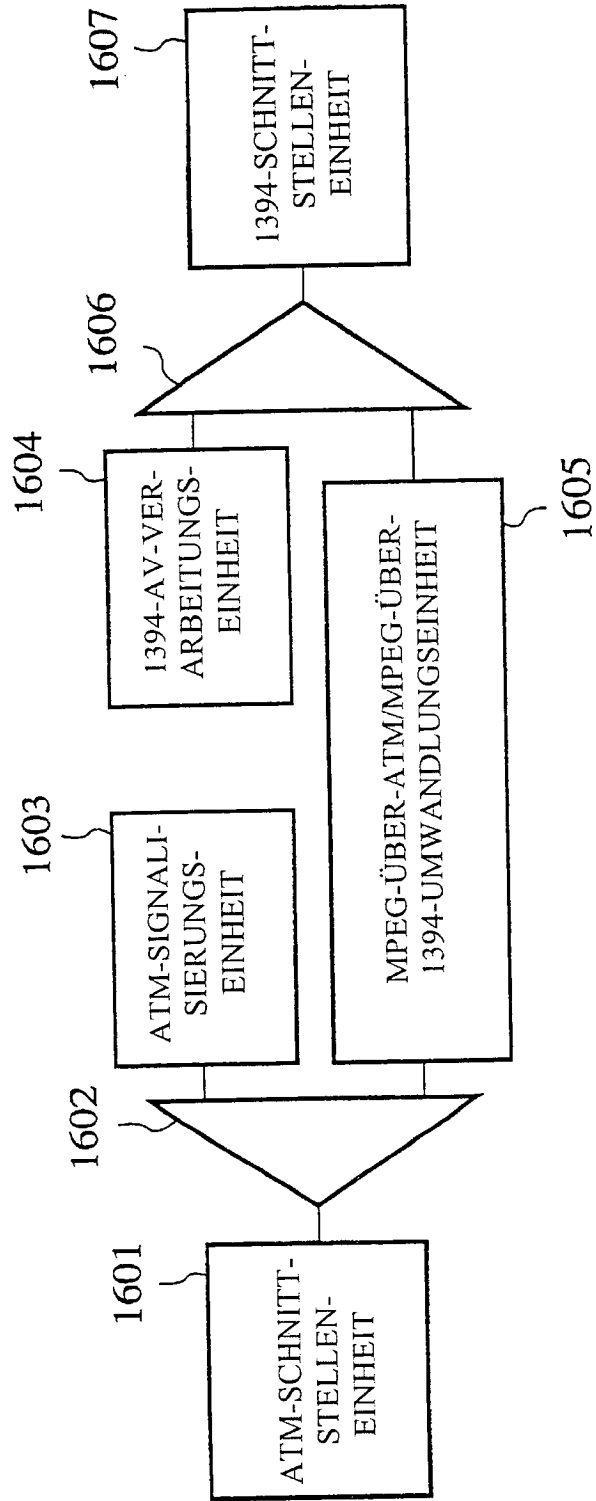 1601
ATM-SCHNITT-
STELLEN-
EINHEIT
1602
1603
ATM-SIGNALI-
SIERUNGS-
EINHEIT
1604
1394-AV-VER-
ARBEITUNGS-
EINHEIT
MPEG-ÜBER-ATM/MPEG-ÜBER-
1394-UMWANDLUNGSEINHEIT
1605
1606
1607
1394-SCHNITT-
STELLEN-
EINHEIT